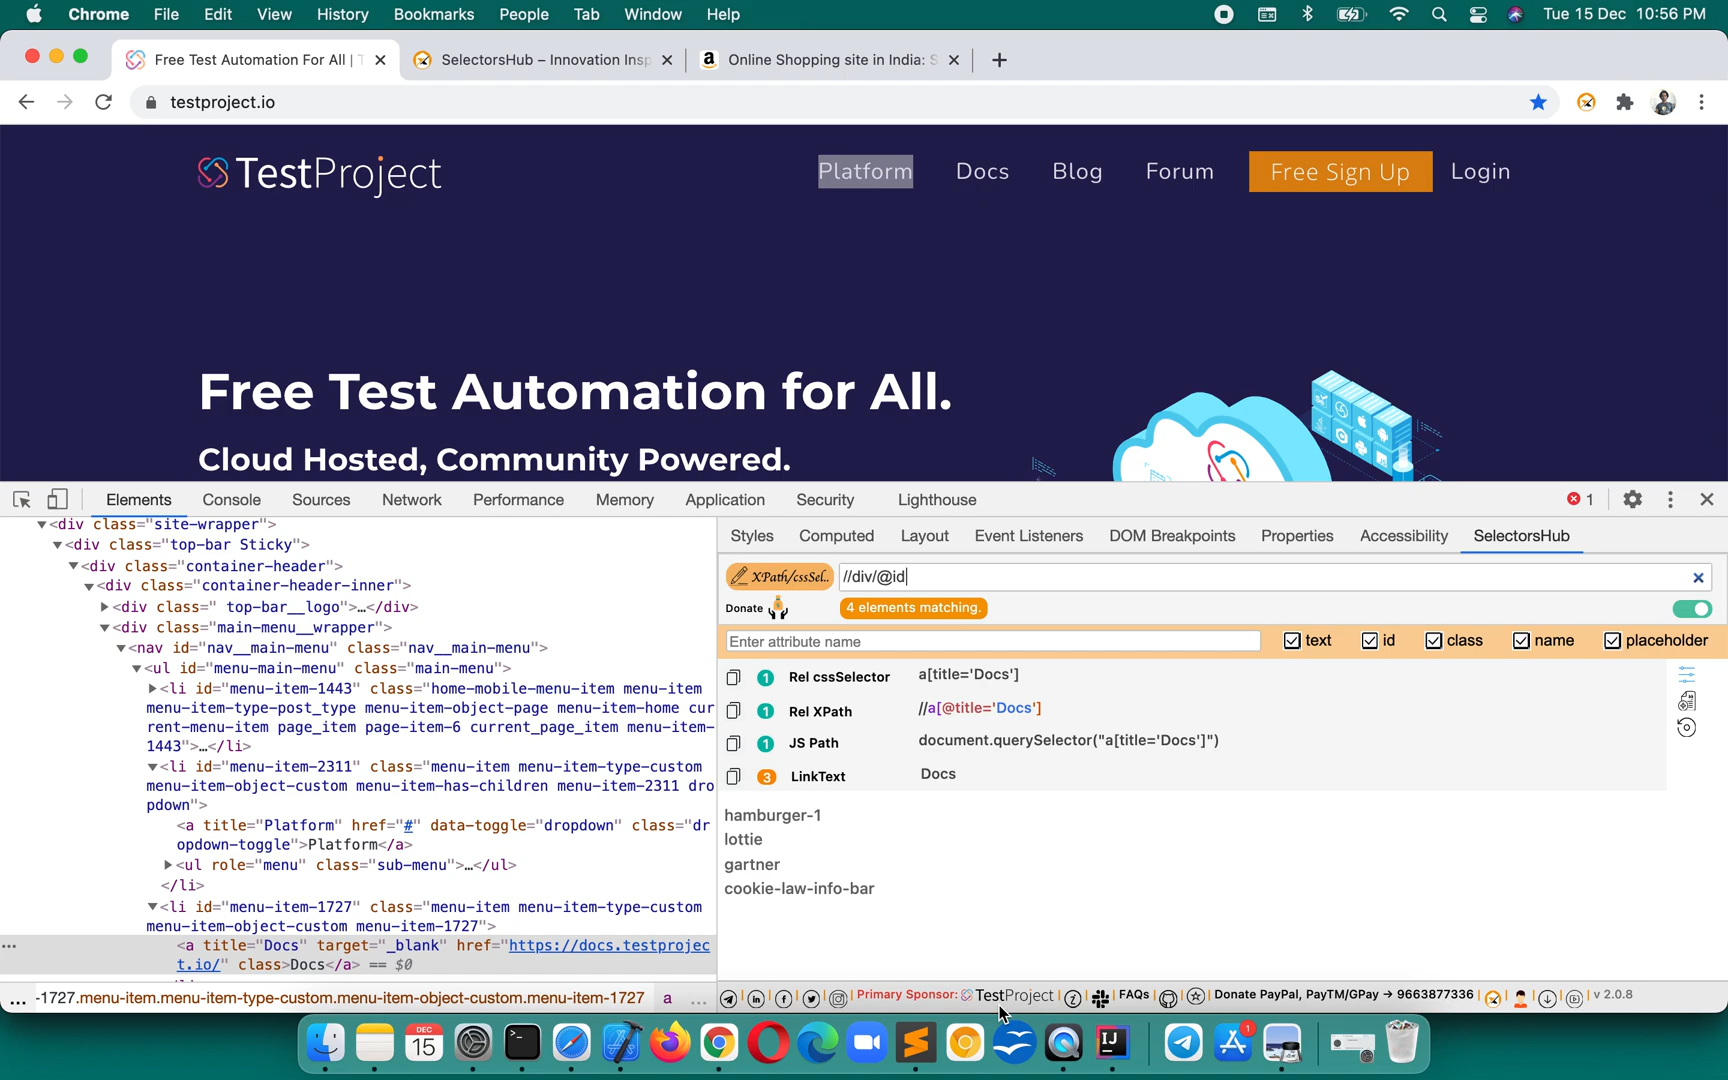 Chrome File Edit View History Bookmarks People Tab Window Help Tue 15 Dec 10:56 PM
Free Test Automation For All | T SelectorsHub – Innovation Insp Online Shopping site in India: S
testproject.io
TestProject Platform Docs Blog Forum Free Sign Up Login
Free Test Automation for All.
Cloud Hosted, Community Powered.
Elements Console Sources Network Performance Memory Application Security Lighthouse 1
Styles Computed Layout Event Listeners DOM Breakpoints Properties Accessibility SelectorsHub
<div class="site-wrapper">
<div class="top-bar Sticky">
<div class="container-header">
<div class="container-header-inner">
<div class=" top-bar__logo">…</div>
<div class="main-menu__wrapper">
<nav id="nav__main-menu" class="nav__main-menu">
<ul id="menu-main-menu" class="main-menu">
<li id="menu-item-1443" class="home-mobile-menu-item menu-item
menu-item-type-post_type menu-item-object-page menu-item-home cur
rent-menu-item page_item page-item-6 current_page_item menu-item-
1443">…</li>
<li id="menu-item-2311" class="menu-item menu-item-type-custom
menu-item-object-custom menu-item-has-children menu-item-2311 dro
pdown">
<a title="Platform" href="#" data-toggle="dropdown" class="dr
opdown-toggle">Platform</a>
<ul role="menu" class="sub-menu">…</ul>
</li>
<li id="menu-item-1727" class="menu-item menu-item-type-custom
menu-item-object-custom menu-item-1727">
<a title="Docs" target="_blank" href="https://docs.testprojec
t.io/" class>Docs</a> == $0
... -1727.menu-item.menu-item-type-custom.menu-item-object-custom.menu-item-1727 a ...
XPath/cssSel.. //div/@id
Donate 4 elements matching.
Enter attribute name text id class name placeholder
1 Rel cssSelector a[title='Docs']
1 Rel XPath //a[@title='Docs']
1 JS Path document.querySelector("a[title='Docs']")
3 LinkText Docs
hamburger-1
lottie
gartner
cookie-law-info-bar
Primary Sponsor: TestProject FAQs Donate PayPal, PayTM/GPay → 9663877336 v 2.0.8
DEC
15
IJ
1